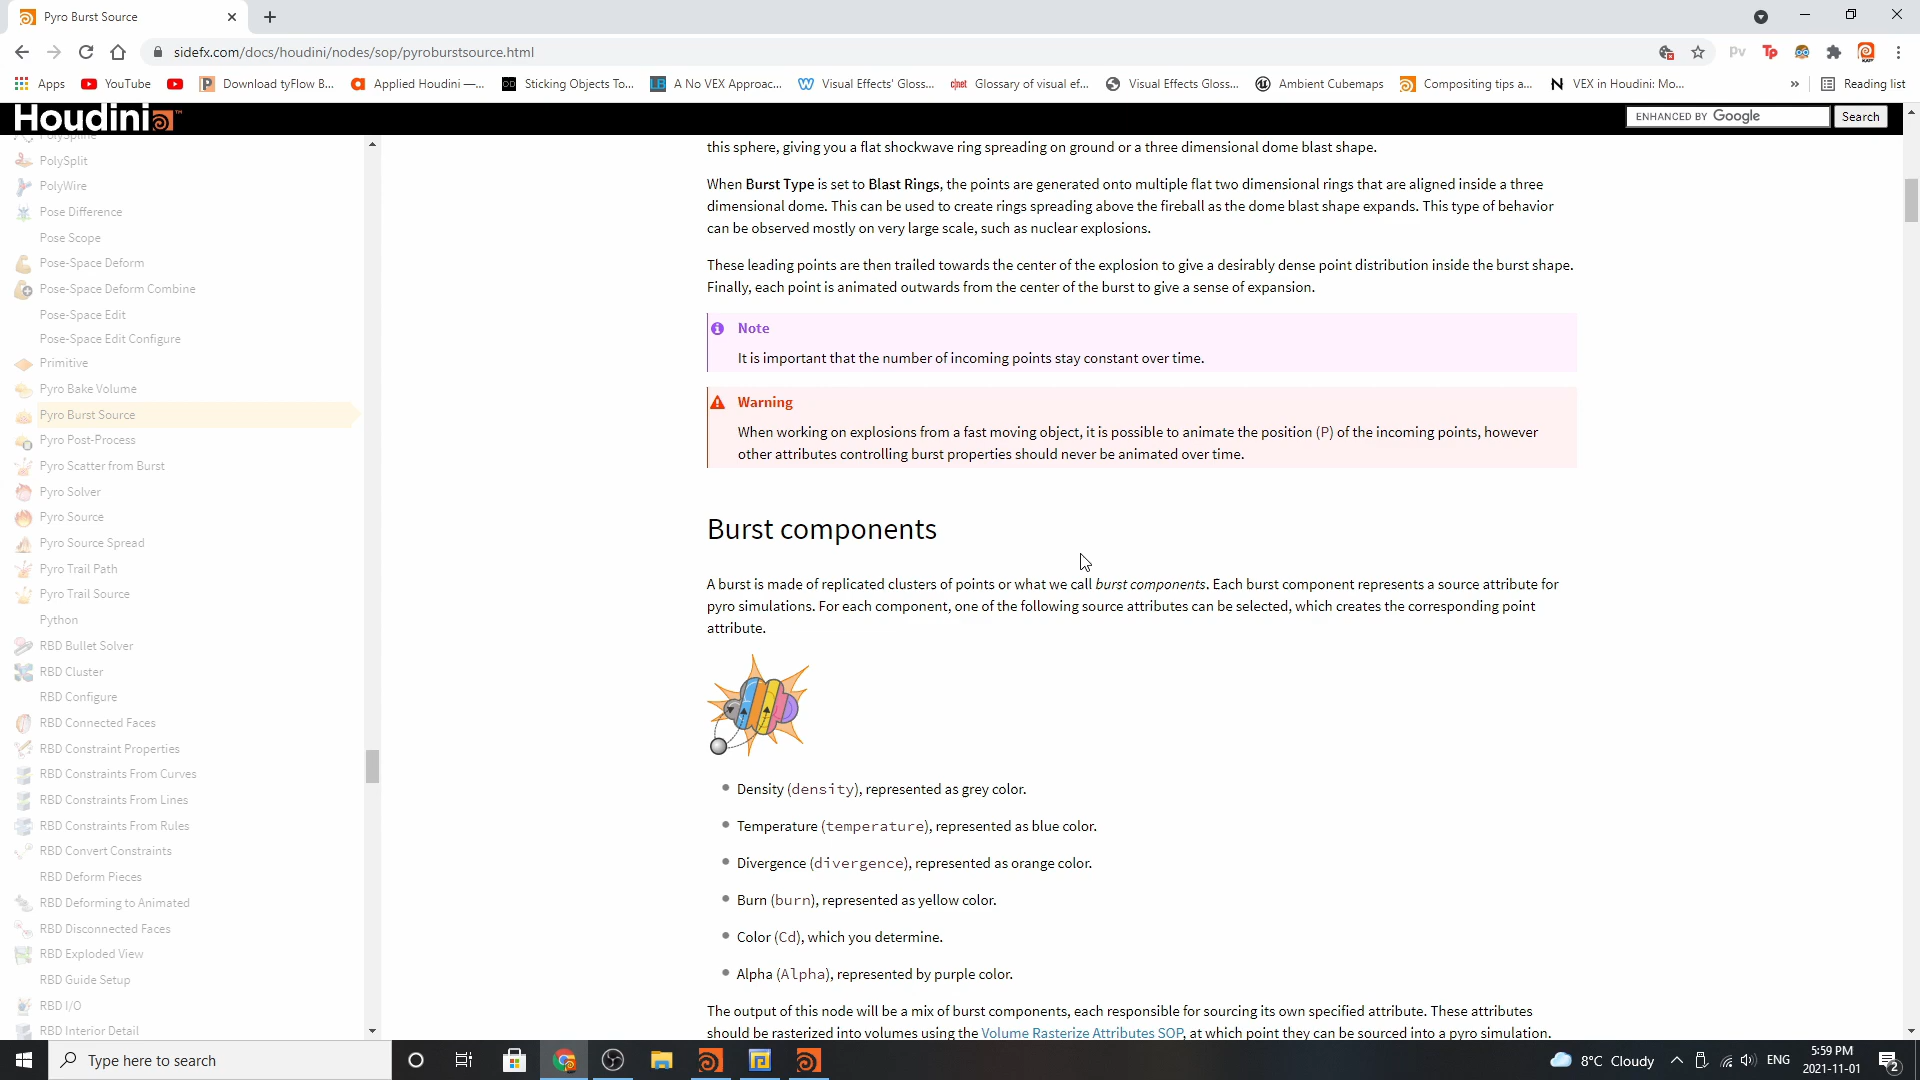 Pyro Burst Source
sidefx.com/docs/houdini/nodes/sop/pyroburstsource.html
Apps
YouTube
Download tyFlow B...
Applied Houdini —...
Sticking Objects To...
A No VEX Approac...
Visual Effects' Gloss...
Glossary of visual ef...
Visual Effects Gloss...
Ambient Cubemaps
Compositing tips a...
VEX in Houdini: Mo...
»
Reading list
Houdini
ENHANCED BY Google
Search
PolySpline
PolySplit
PolyWire
Pose Difference
Pose Scope
Pose-Space Deform
Pose-Space Deform Combine
Pose-Space Edit
Pose-Space Edit Configure
Primitive
Pyro Bake Volume
Pyro Burst Source
Pyro Post-Process
Pyro Scatter from Burst
Pyro Solver
Pyro Source
Pyro Source Spread
Pyro Trail Path
Pyro Trail Source
Python
RBD Bullet Solver
RBD Cluster
RBD Configure
RBD Connected Faces
RBD Constraint Properties
RBD Constraints From Curves
RBD Constraints From Lines
RBD Constraints From Rules
RBD Convert Constraints
RBD Deform Pieces
RBD Deforming to Animated
RBD Disconnected Faces
RBD Exploded View
RBD Guide Setup
RBD I/O
RBD Interior Detail
this sphere, giving you a flat shockwave ring spreading on ground or a three dimensional dome blast shape.
When Burst Type is set to Blast Rings, the points are generated onto multiple flat two dimensional rings that are aligned inside a three
dimensional dome. This can be used to create rings spreading above the fireball as the dome blast shape expands. This type of behavior
can be observed mostly on very large scale, such as nuclear explosions.
These leading points are then trailed towards the center of the explosion to give a desirably dense point distribution inside the burst shape.
Finally, each point is animated outwards from the center of the burst to give a sense of expansion.
Note
It is important that the number of incoming points stay constant over time.
Warning
When working on explosions from a fast moving object, it is possible to animate the position (P) of the incoming points, however
other attributes controlling burst properties should never be animated over time.
Burst components
A burst is made of replicated clusters of points or what we call burst components. Each burst component represents a source attribute for
pyro simulations. For each component, one of the following source attributes can be selected, which creates the corresponding point
attribute.
• Density (density), represented as grey color.
• Temperature (temperature), represented as blue color.
• Divergence (divergence), represented as orange color.
• Burn (burn), represented as yellow color.
• Color (Cd), which you determine.
• Alpha (Alpha), represented by purple color.
The output of this node will be a mix of burst components, each responsible for sourcing its own specified attribute. These attributes
should be rasterized into volumes using the Volume Rasterize Attributes SOP, at which point they can be sourced into a pyro simulation.
Type here to search
8°C Cloudy
ENG
5:59 PM
2021-11-01
2